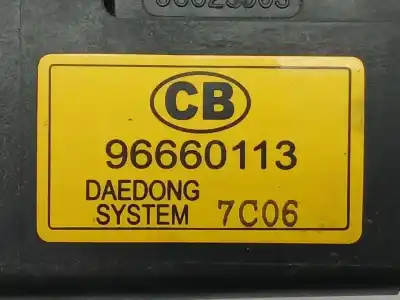 CB
96660113
DAEDONG
SYSTEM 7C06